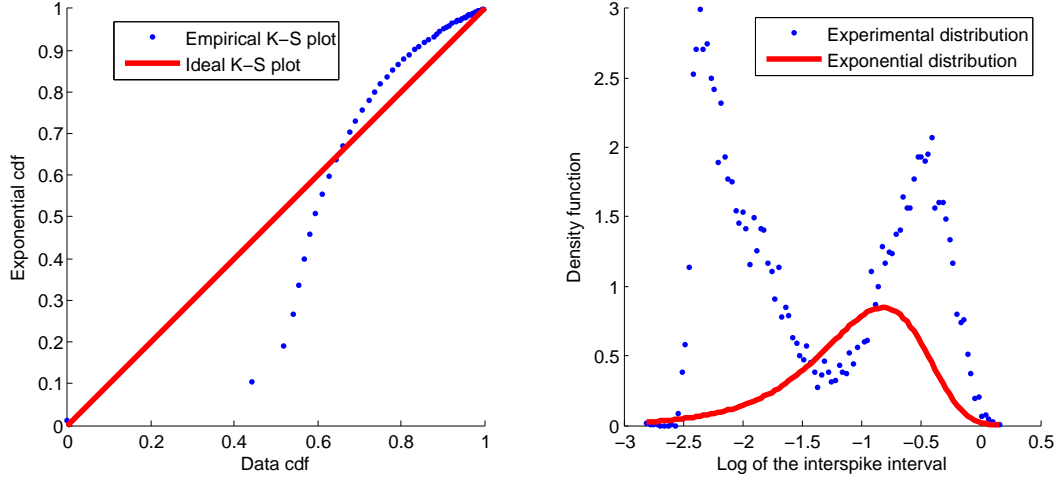 Exponential cdf
1
0.9
0.8
0.7
0.6
0.5
0.4
0.3
0.2
0.1
0
Empirical K−S plot
Ideal K−S plot
0 0.2 0.4 0.6 0.8 1
Data cdf
Density function
3
2.5
2
1.5
1
0.5
0
Experimental distribution
Exponential distribution
−3 −2.5 −2 −1.5 −1 −0.5 0 0.5
Log of the interspike interval